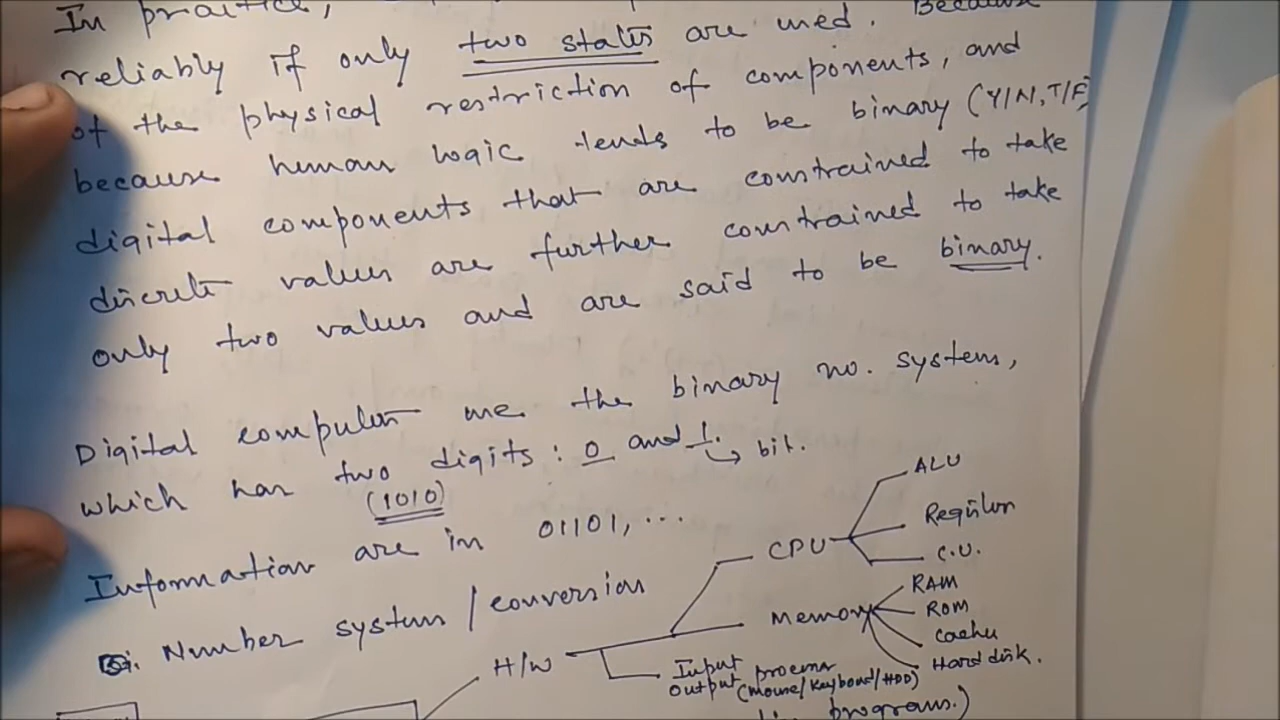 In practice,
reliably if only two states are used. Because
of the physical restriction of components, and
because human logic tends to be binary (Y/N, T/F)
digital components that are constrained to take
discrete values are further constrained to take
only two values and are said to be binary.
Digital computers use the binary no. system,
which has two digits : 0 and 1. → bit.
(1010)
Information are in 01101, ...
Number system / conversion
H/W
CPU
ALU
Register
C.U.
Memory
RAM
ROM
Cache
Hard disk.
Input
Output process
(Mouse/Keyboard/HDD)
programs.)